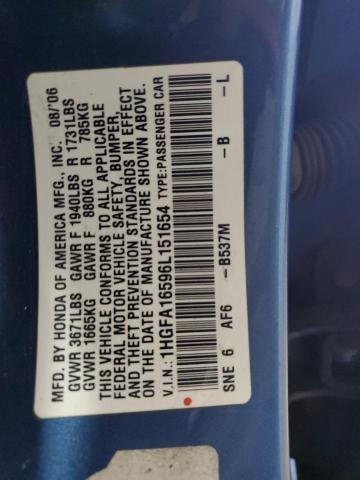 MFD. BY HONDA OF AMERICA MFG., INC. 08/'06
GVWR 3671LBS GAWR F 1940LBS R 1731LBS
GVWR 1665KG GAWR F 880KG R 785KG
THIS VEHICLE CONFORMS TO ALL APPLICABLE
FEDERAL MOTOR VEHICLE SAFETY, BUMPER,
AND THEFT PREVENTION STANDARDS IN EFFECT
ON THE DATE OF MANUFACTURE SHOWN ABOVE.
V.I.N.: 1HGFA16596L151654 TYPE:PASSENGER CAR
SNE 6 AF6 -B537M -B -L